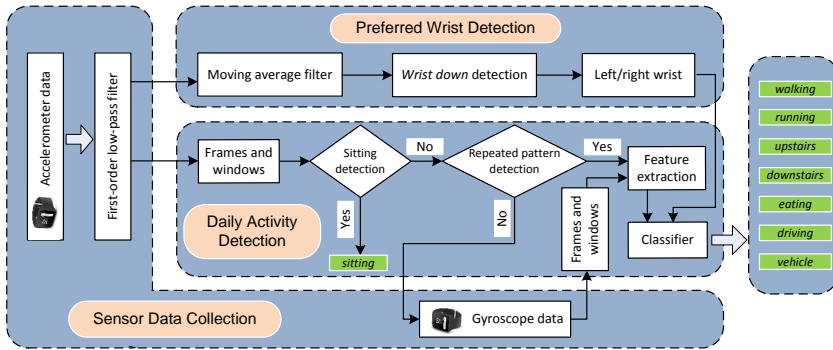 Preferred Wrist Detection
Accelerometer data
First-order low-pass filter
Moving average filter
Wrist down detection
Left/right wrist
Frames and
windows
Sitting
detection
No
Repeated pattern
detection
Yes
Feature
extraction
Yes
No
Frames and
windows
Classifier
sitting
Daily Activity
Detection
Sensor Data Collection
Gyroscope data
walking
running
upstairs
downstairs
eating
driving
vehicle